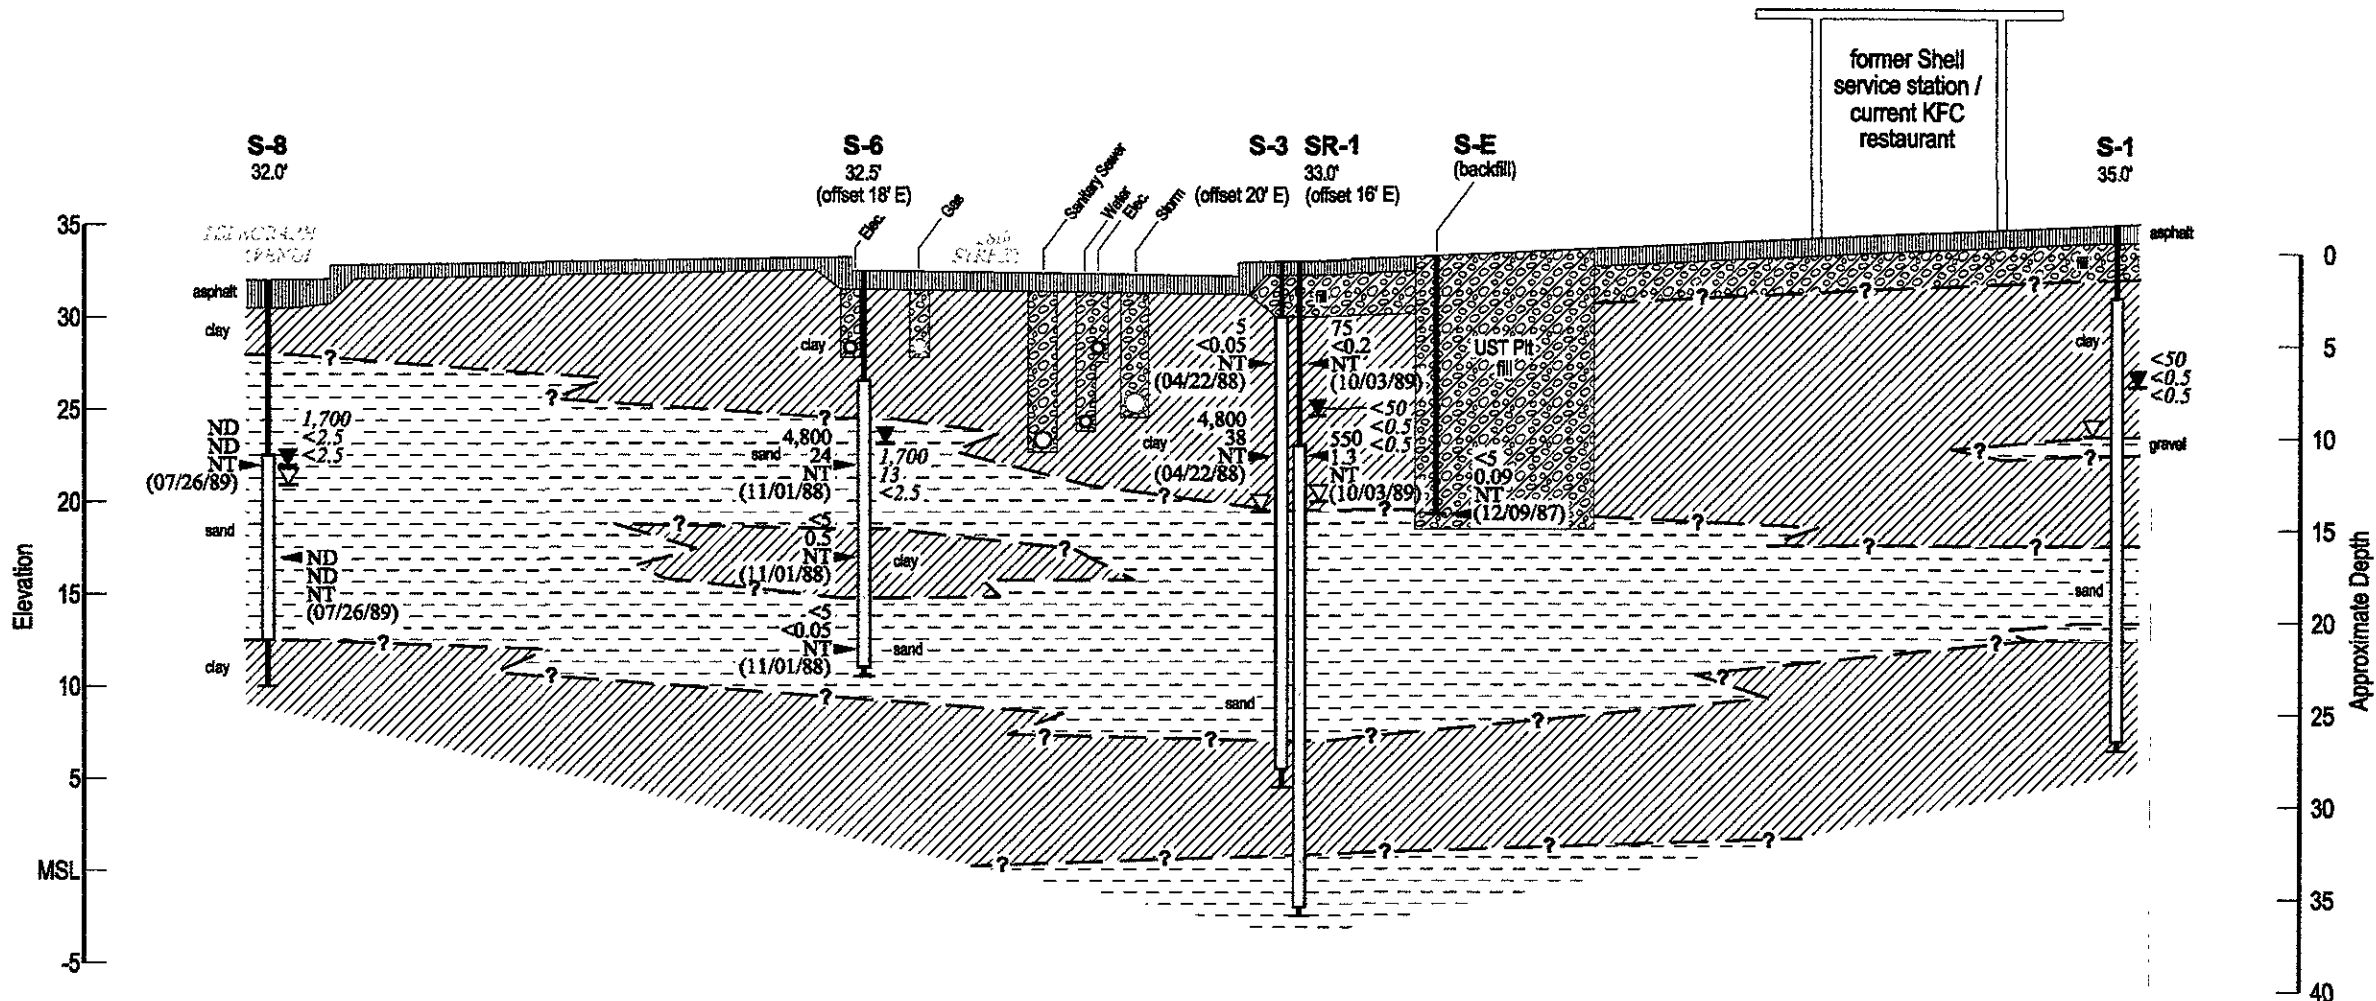 former Shell
service station /
current KFC
restaurant
S-8
32.0'
S-6
32.5'
(offset 18' E)
S-3
(offset 20' E)
SR-1
33.0'
(offset 16' E)
S-E
(backfill)
S-1
35.0'
Elec.
Gas
Sanitary Sewer
Water
Elec.
Storm
Elevation
35
30
25
20
15
10
5
MSL
-5
asphalt
clay
sand
clay
ND
ND
NT
(07/26/89)
1,700
<2.5
<2.5
ND
ND
NT
(07/26/89)
clay
sand
4,800
24
NT
(11/01/88)
1,700
13
<2.5
<5
0.5
NT
(11/01/88)
clay
<5
<0.05
NT
(11/01/88)
sand
fill
5
<0.05
NT
(04/22/88)
75
<0.2
NT
(10/03/89)
clay
4,800
38
NT
(04/22/88)
<50
<0.5
<0.5
550
1.3
NT
(10/03/89)
sand
UST Pit
fill
<5
0.09
NT
(12/09/87)
asphalt
fill
clay
<50
<0.5
<0.5
gravel
sand
? ? ? ? ? ? ? ? ? ? ? ? ? ? ? ? ? ? ? ? ? ? ? ? ? ? ? ? ? ? ? ?
Approximate Depth
0
5
10
15
20
25
30
35
40